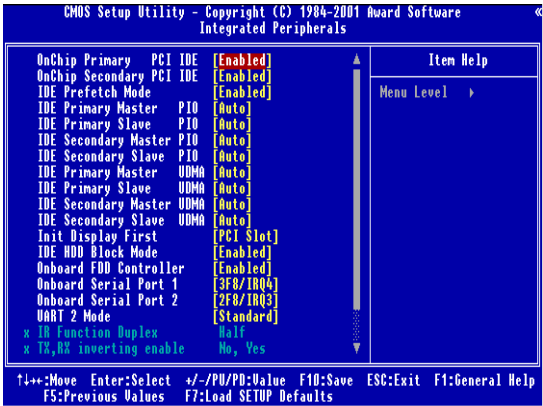 CMOS Setup Utility – Copyright (C) 1984-2001 Award Software «
Integrated Peripherals
OnChip Primary PCI IDE [Enabled] Item Help
OnChip Secondary PCI IDE [Enabled]
IDE Prefetch Mode [Enabled] Menu Level ▸
IDE Primary Master PIO [Auto]
IDE Primary Slave PIO [Auto]
IDE Secondary Master PIO [Auto]
IDE Secondary Slave PIO [Auto]
IDE Primary Master UDMA [Auto]
IDE Primary Slave UDMA [Auto]
IDE Secondary Master UDMA [Auto]
IDE Secondary Slave UDMA [Auto]
Init Display First [PCI Slot]
IDE HDD Block Mode [Enabled]
Onboard FDD Controller [Enabled]
Onboard Serial Port 1 [3F8/IRQ4]
Onboard Serial Port 2 [2F8/IRQ3]
UART 2 Mode [Standard]
x IR Function Duplex Half
x TX,RX inverting enable No, Yes
↑↓→←:Move Enter:Select +/-/PU/PD:Value F10:Save ESC:Exit F1:General Help
F5:Previous Values F7:Load SETUP Defaults